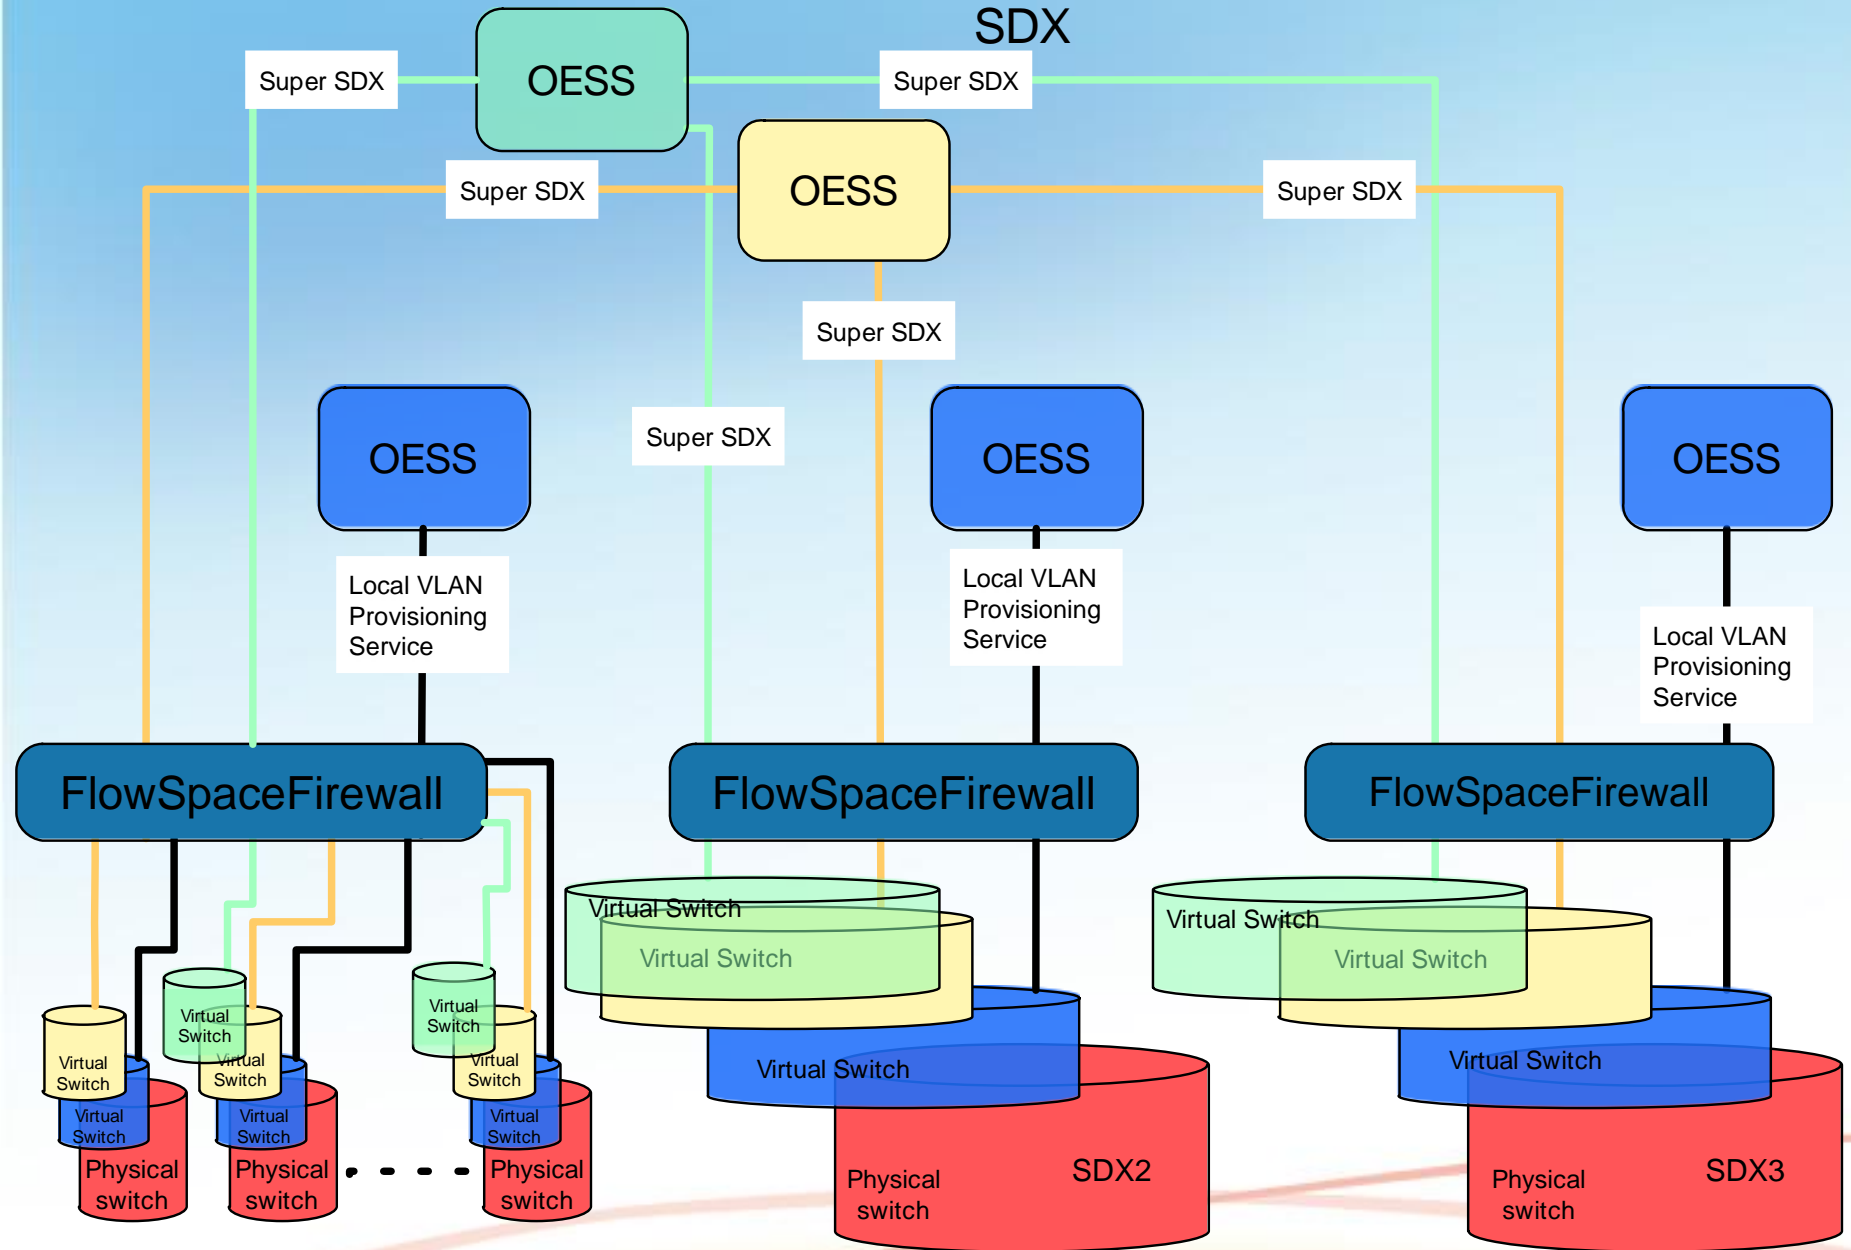 SDX
Super SDX
OESS
Super SDX
Super SDX
OESS
Super SDX
Super SDX
Super SDX
OESS
OESS
OESS
Local VLAN
Provisioning
Service
Local VLAN
Provisioning
Service
Local VLAN
Provisioning
Service
FlowSpaceFirewall
FlowSpaceFirewall
FlowSpaceFirewall
Virtual
Switch
Virtual
Switch
Virtual
Switch
Virtual
Switch
Virtual
Switch
Virtual
Switch
Virtual
Switch
Virtual
Switch
Physical
switch
Physical
switch
Physical
switch
Virtual Switch
Virtual Switch
Virtual Switch
Physical
switch
SDX2
Virtual Switch
Virtual Switch
Virtual Switch
Physical
switch
SDX3